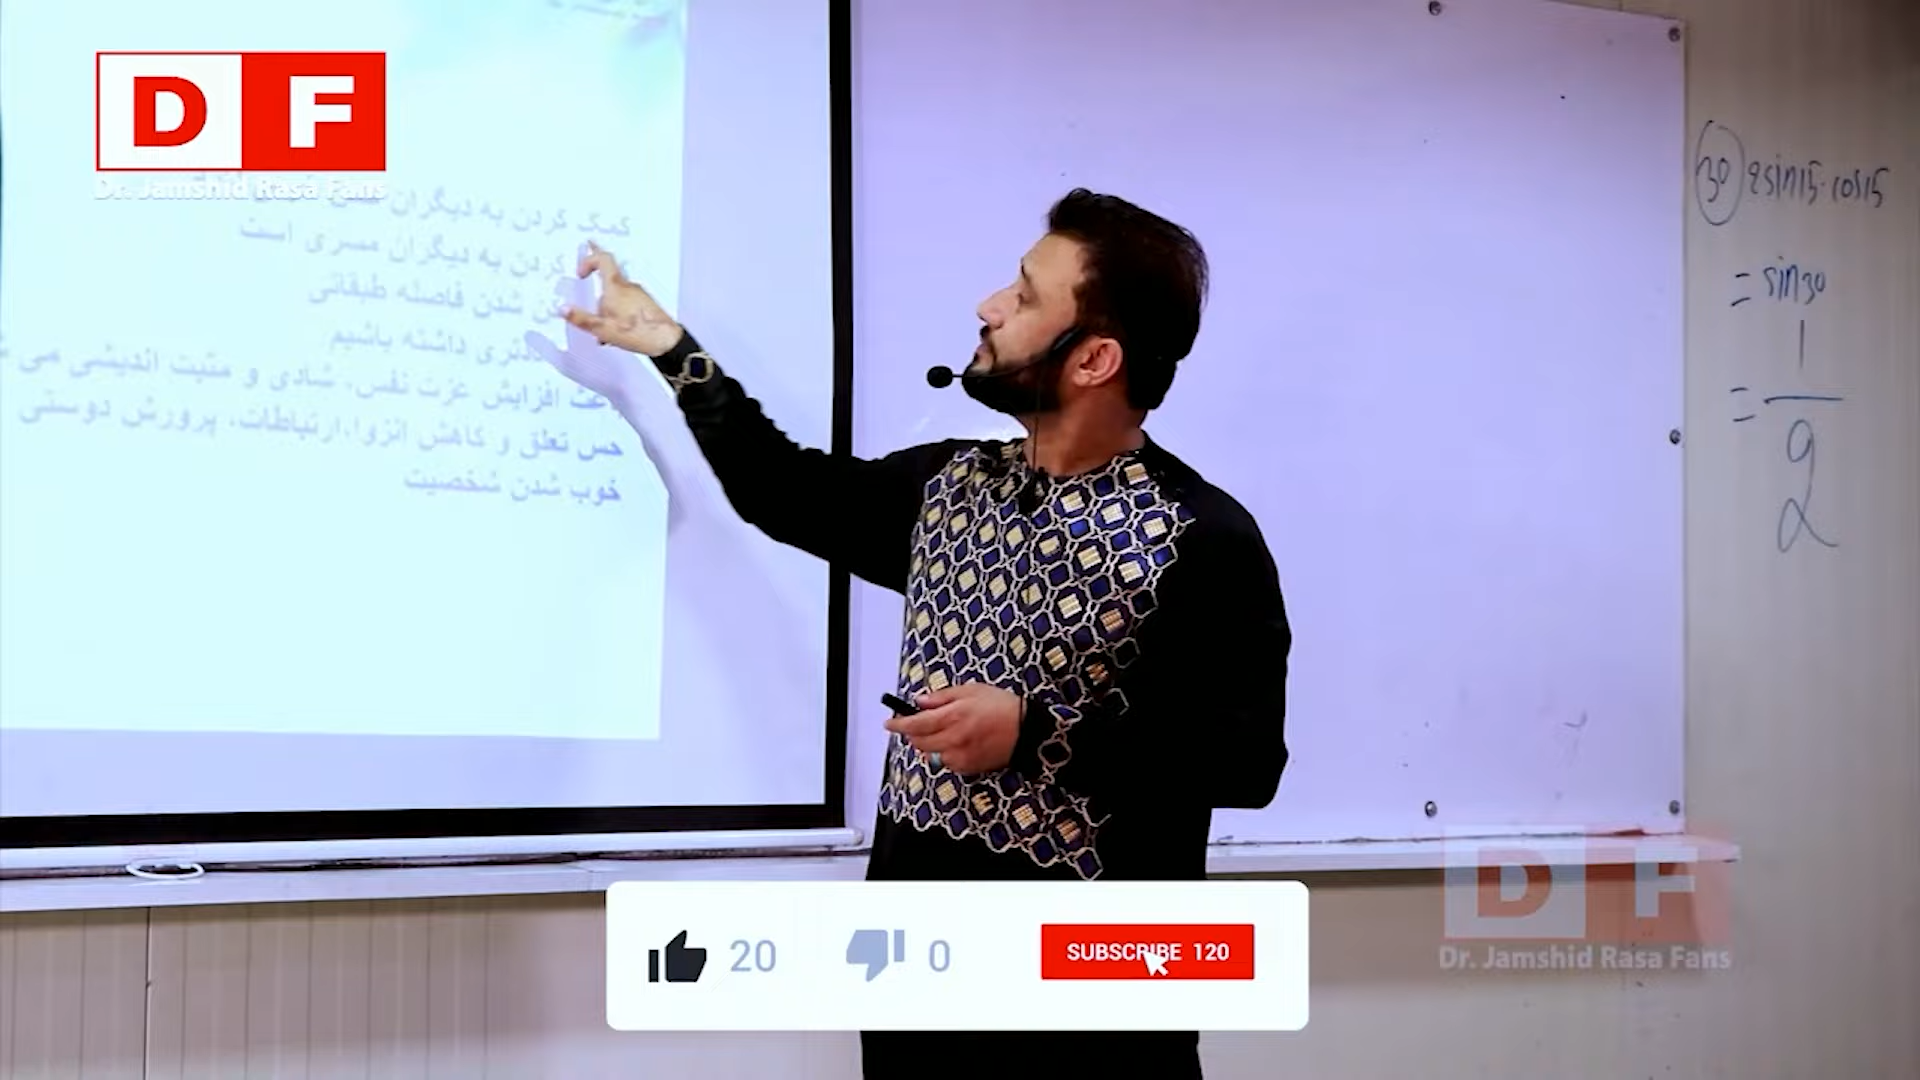 D F
Dr. Jamshid Rasa Fans
کمک کردن به دیگران
کردن به دیگران مسری است
شدن فاصله طبقاتی
داشته باشیم
افزایش عزت نفس، شادی و مثبت اندیشی می
حس تعلق و کاهش انزوا،ارتباطات، پرورش دوستی
خوب شدن شخصیت
30 2sin15·cos15
= sin30
= 1
2
20 0 SUBSCRIBE 120
D F
Dr. Jamshid Rasa Fans